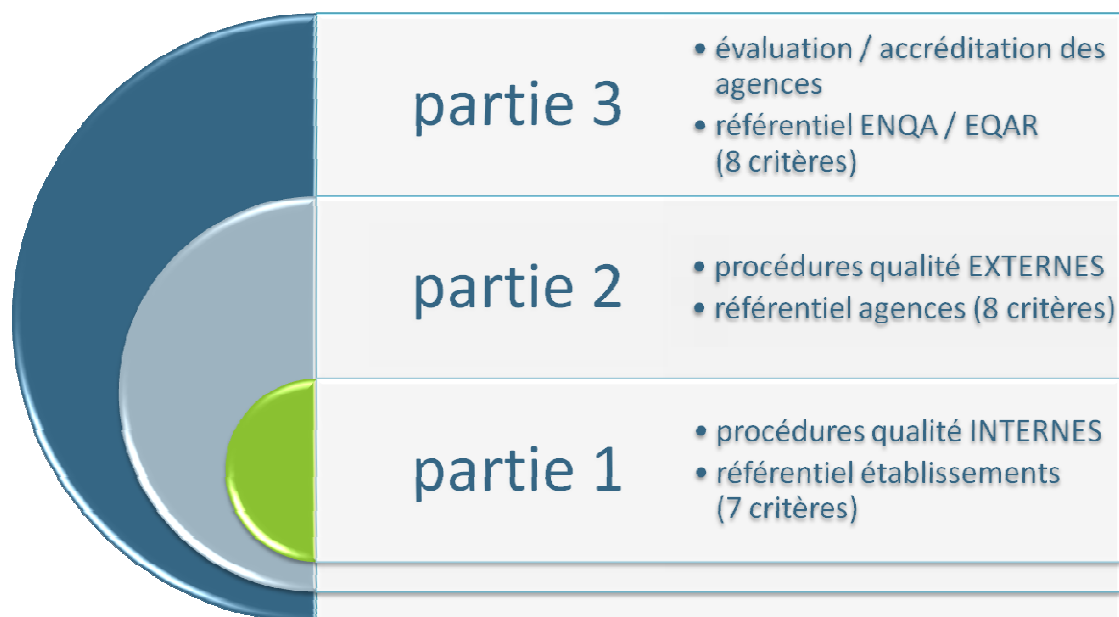 partie 3
• évaluation / accréditation des
agences
• référentiel ENQA / EQAR
(8 critères)
partie 2
• procédures qualité EXTERNES
• référentiel agences (8 critères)
partie 1
• procédures qualité INTERNES
• référentiel établissements
(7 critères)